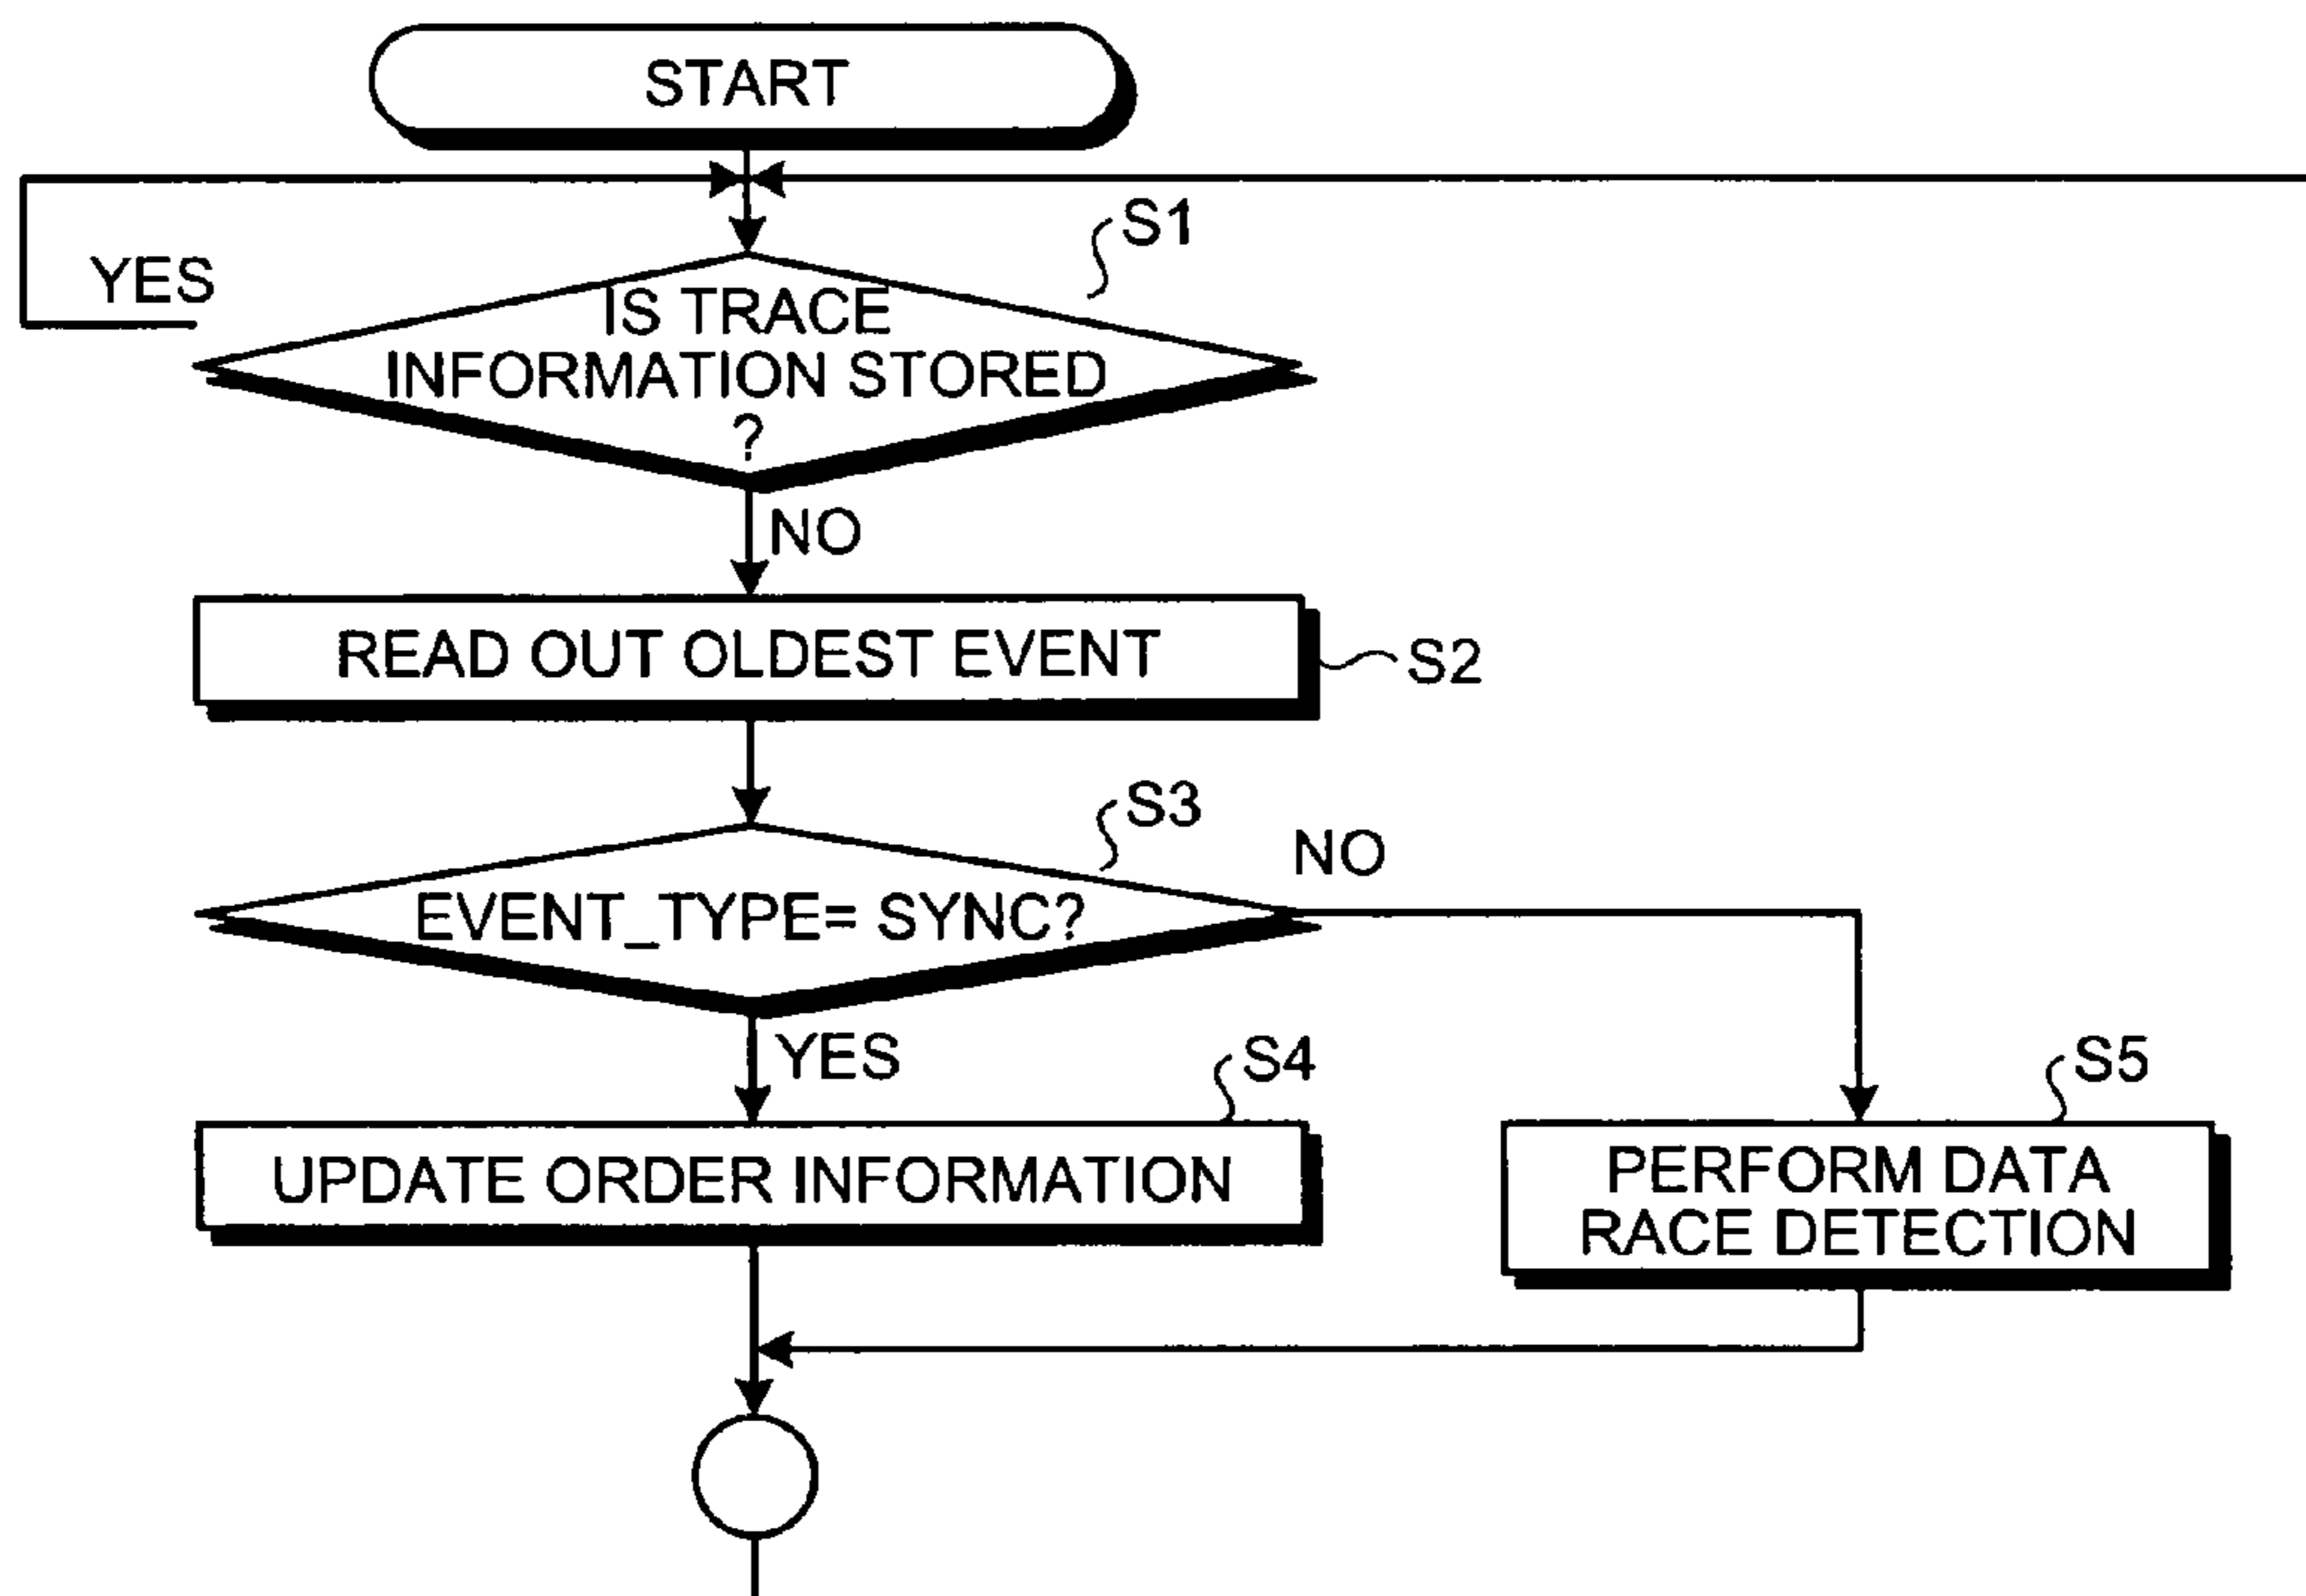 START
S1
YES
IS TRACE
INFORMATION STORED
?
NO
READ OUT OLDEST EVENT
S2
S3
NO
EVENT_TYPE= SYNC?
YES
S4
S5
UPDATE ORDER INFORMATION
PERFORM DATA
RACE DETECTION